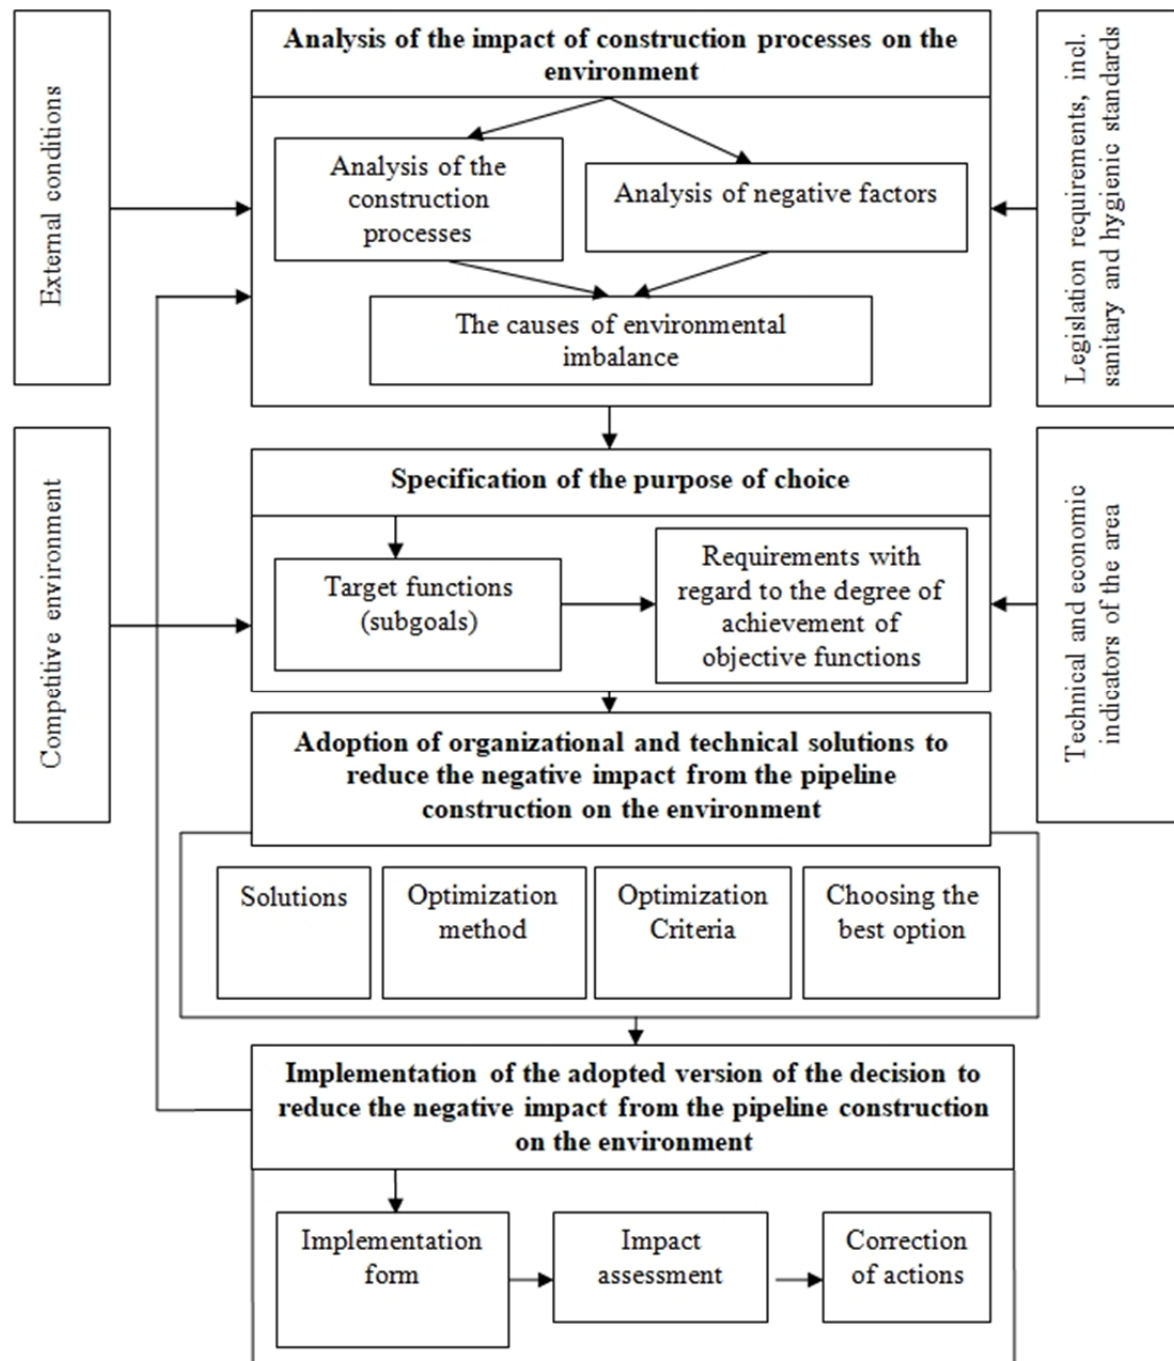 Analysis of the impact of construction processes on the
environment
External conditions
Legislation requirements, incl.
sanitary and hygienic standards
Analysis of the
construction
processes
Analysis of negative factors
The causes of environmental
imbalance
Competitive environment
Technical and economic
indicators of the area
Specification of the purpose of choice
Target functions
(subgoals)
Requirements with
regard to the degree of
achievement of
objective functions
Adoption of organizational and technical solutions to
reduce the negative impact from the pipeline
construction on the environment
Solutions
Optimization
method
Optimization
Criteria
Choosing the
best option
Implementation of the adopted version of the decision to
reduce the negative impact from the pipeline construction
on the environment
Implementation
form
Impact
assessment
Correction
of actions